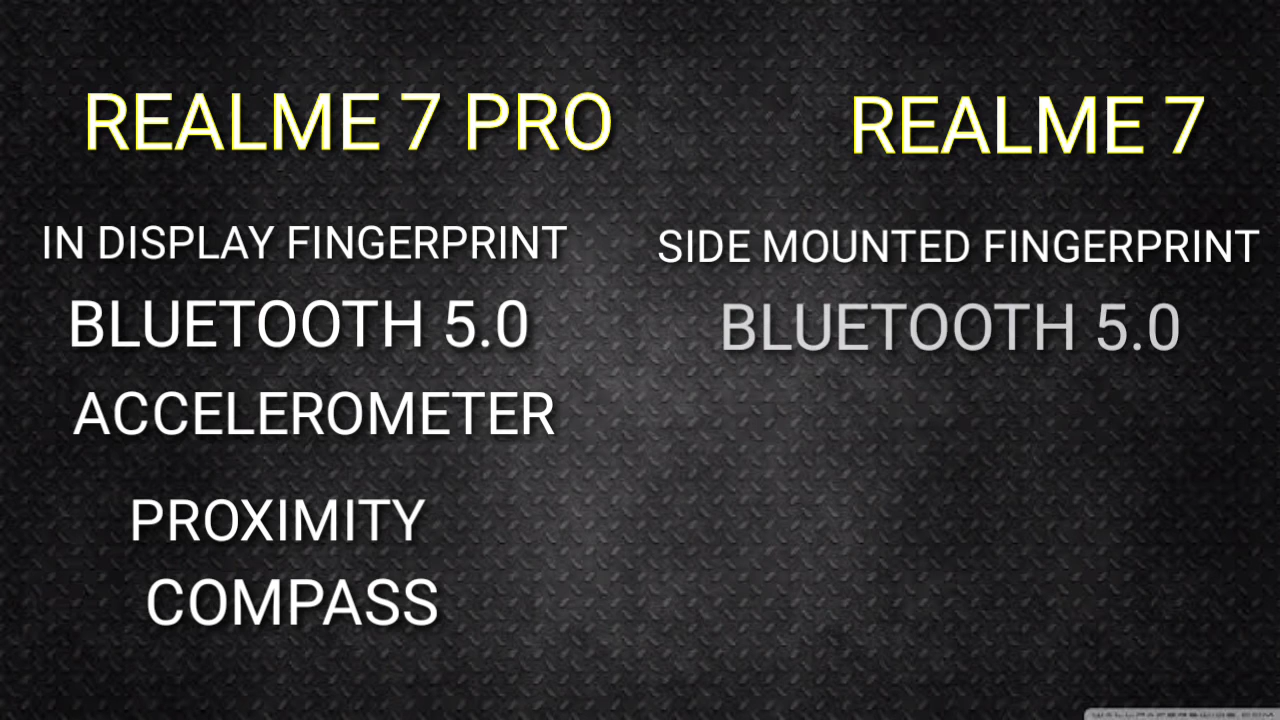 REALME 7 PRO
REALME 7
IN DISPLAY FINGERPRINT
SIDE MOUNTED FINGERPRINT
BLUETOOTH 5.0
BLUETOOTH 5.0
ACCELEROMETER
PROXIMITY
COMPASS